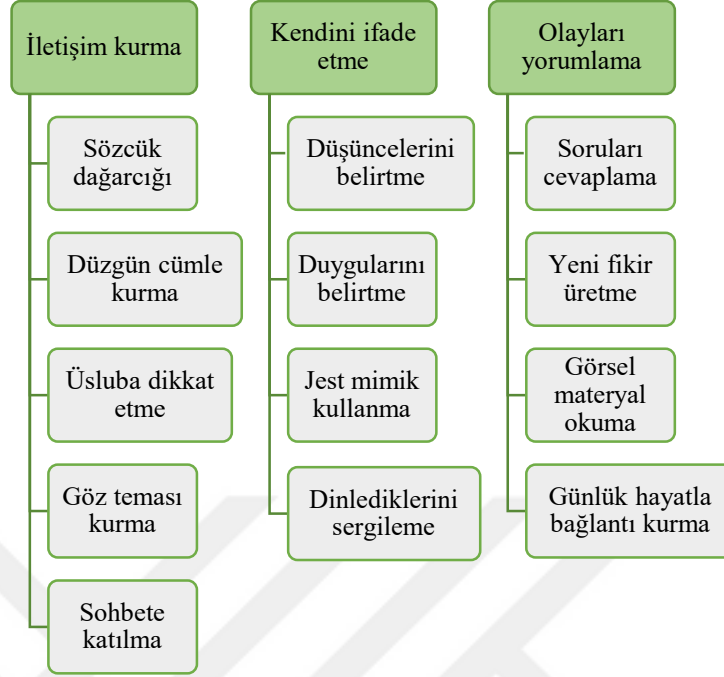 İletişim kurma
Sözcük
dağarcığı
Düzgün cümle
kurma
Üsluba dikkat
etme
Göz teması
kurma
Sohbete
katılma
Kendini ifade
etme
Düşüncelerini
belirtme
Duygularını
belirtme
Jest mimik
kullanma
Dinlediklerini
sergileme
Olayları
yorumlama
Soruları
cevaplama
Yeni fikir
üretme
Görsel
materyal
okuma
Günlük hayatla
bağlantı kurma